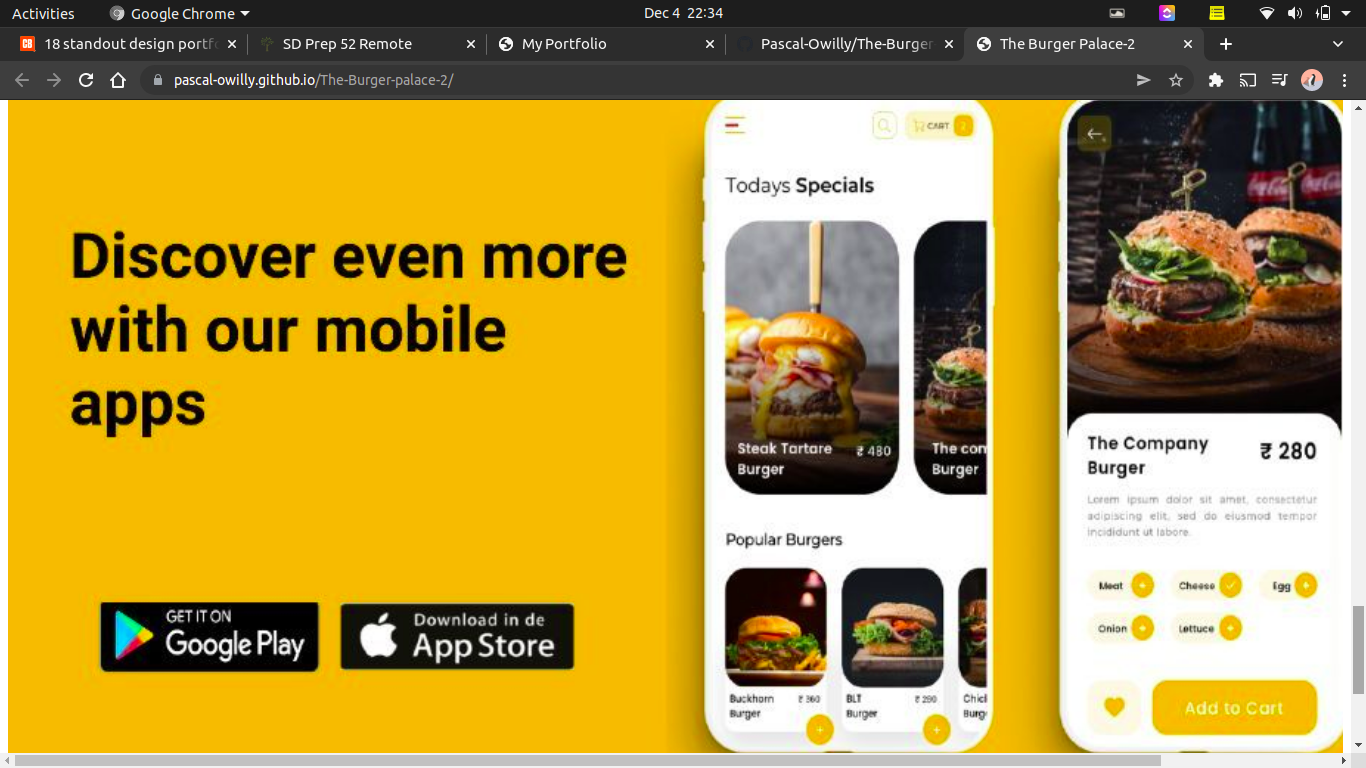 Activities
Google Chrome
Dec 4 22:34
18 standout design portf
SD Prep 52 Remote
My Portfolio
Pascal-Owilly/The-Burger
The Burger Palace-2
pascal-owilly.github.io/The-Burger-palace-2/
Discover even more
with our mobile
apps
GET IT ON
Google Play
Download in de
App Store
CART 2
Todays Specials
Steak Tartare
Burger
₹ 480
The com
Burger
Popular Burgers
Buckhorn
Burger
₹ 360
BLT
Burger
₹ 290
Chicl
Burg
The Company
Burger
₹ 280
Lorem ipsum dolor sit amet, consectetur
adipiscing elit, sed do eiusmod tempor
incididunt ut labore.
Meat
Cheese
Egg
Onion
Lettuce
Add to Cart